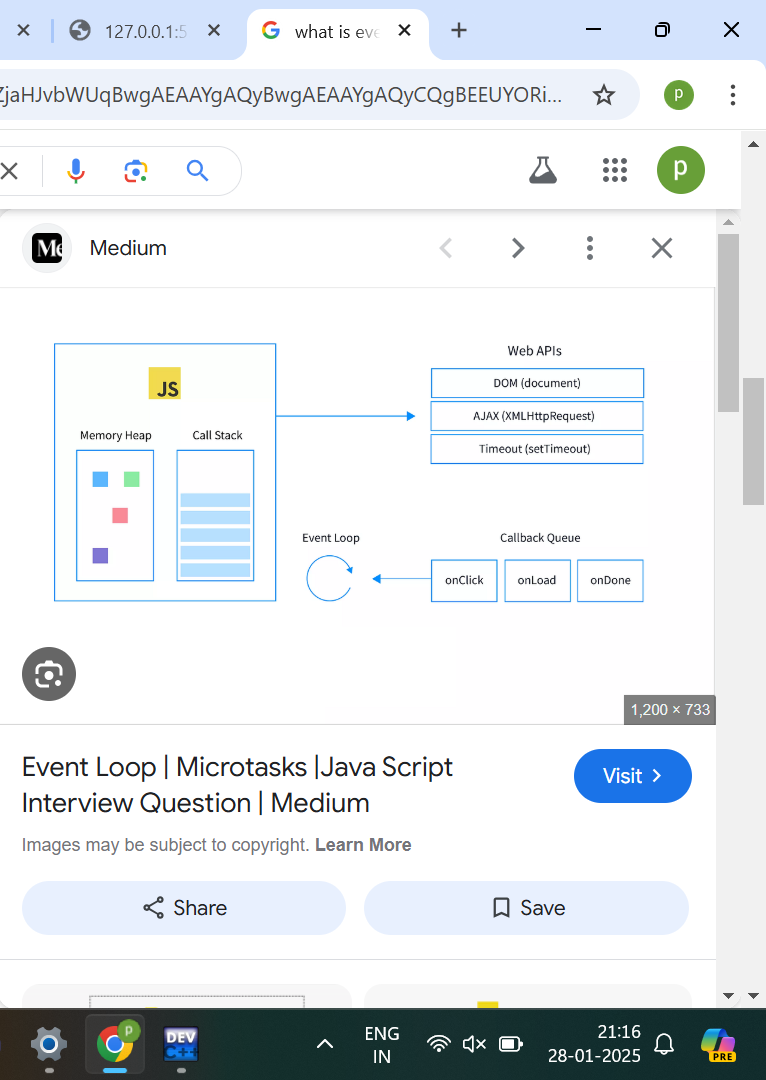 127.0.0.1:5
what is eve
ZjaHJvbWUqBwgAEAAYgAQyBwgAEAAYgAQyCQgBEEUYORi...
p
p
Me
Medium
JS
Memory Heap
Call Stack
Web APIs
DOM (document)
AJAX (XMLHttpRequest)
Timeout (setTimeout)
Event Loop
Callback Queue
onClick
onLoad
onDone
1,200 × 733
Event Loop | Microtasks |Java Script
Interview Question | Medium
Visit
Images may be subject to copyright. Learn More
Share
Save
p
DEV
C++
ENG
IN
21:16
28-01-2025
PRE